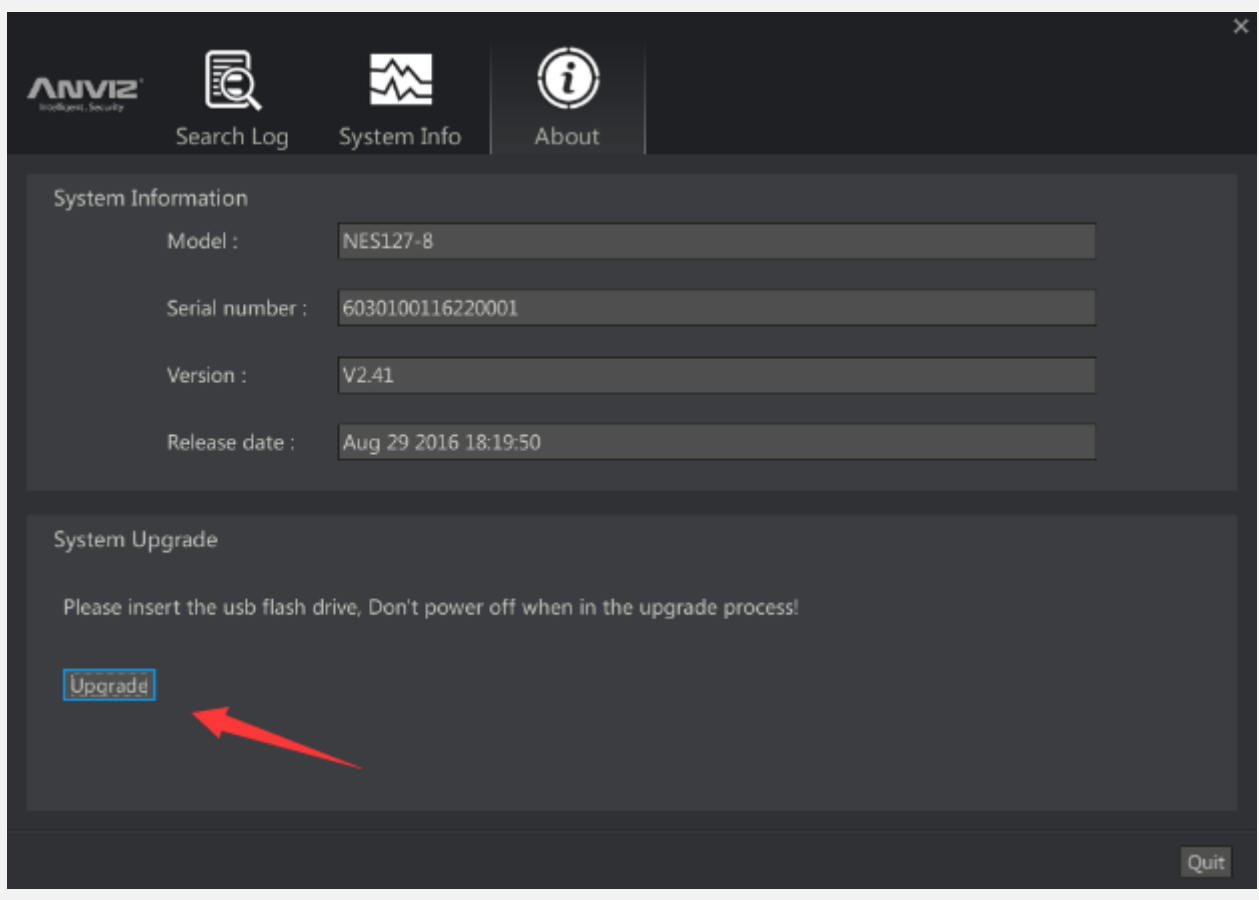 ANVIZ
Intelligent. Security
Search Log
System Info
About
System Information
Model :
NES127-8
Serial number :
6030100116220001
Version :
V2.41
Release date :
Aug 29 2016 18:19:50
System Upgrade
Please insert the usb flash drive, Don't power off when in the upgrade process!
Upgrade
Quit